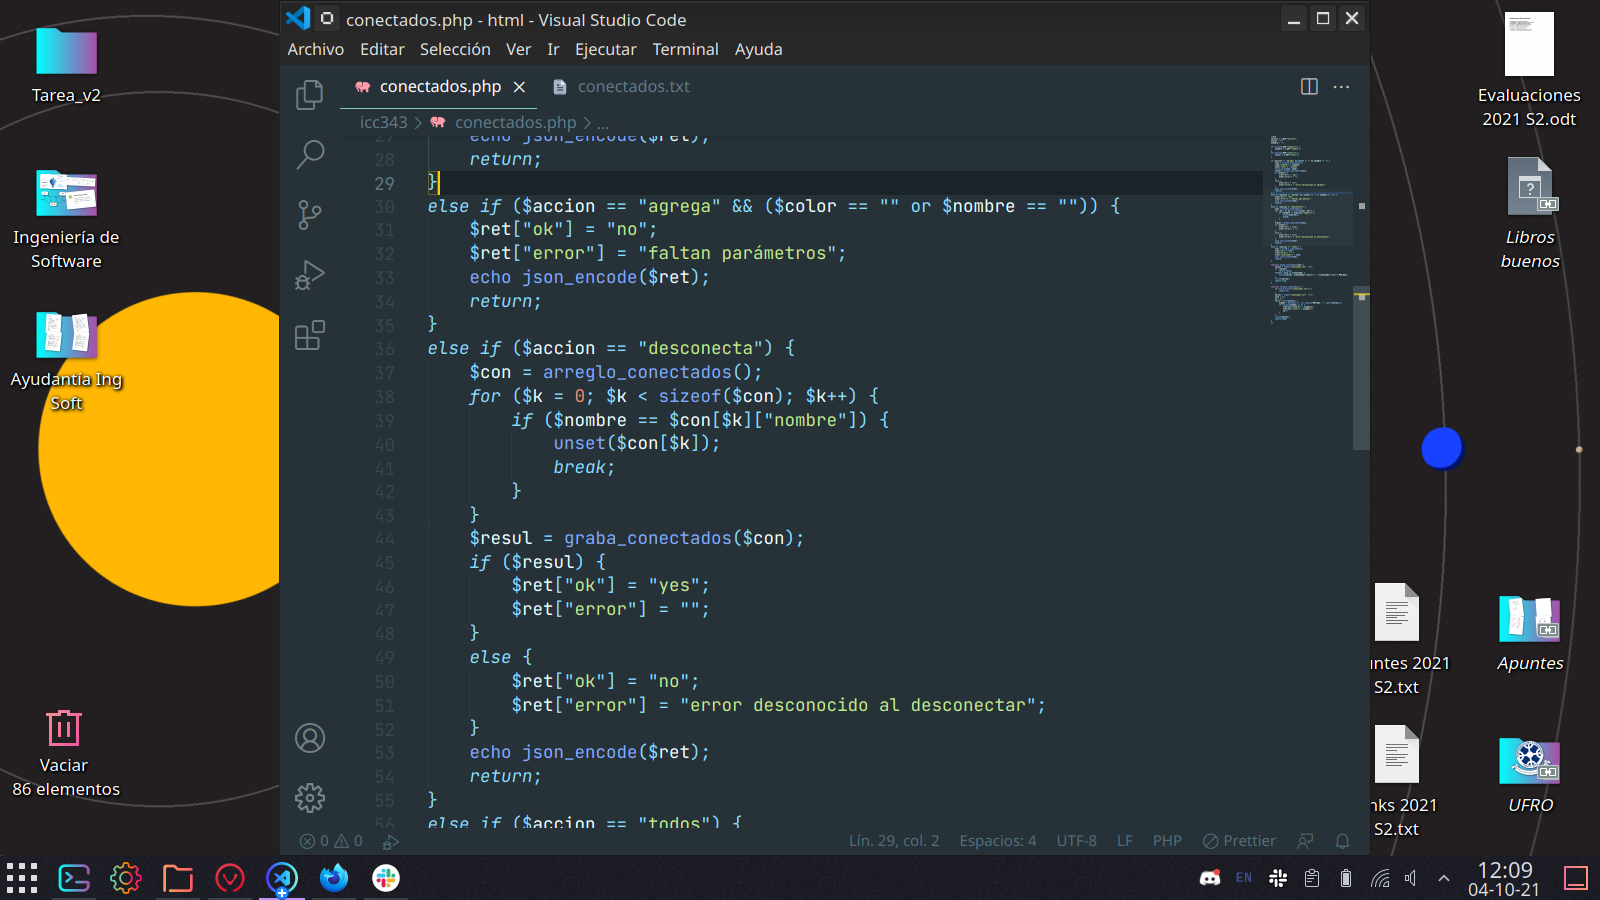 conectados.php - html - Visual Studio Code
Archivo Editar Selección Ver Ir Ejecutar Terminal Ayuda
conectados.php
conectados.txt
icc343 > conectados.php > ...
27 echo json_encode($ret);
28 return;
29 }
30 else if ($accion == "agrega" && ($color == "" or $nombre == "")) {
31 $ret["ok"] = "no";
32 $ret["error"] = "faltan parámetros";
33 echo json_encode($ret);
34 return;
35 }
36 else if ($accion == "desconecta") {
37 $con = arreglo_conectados();
38 for ($k = 0; $k < sizeof($con); $k++) {
39 if ($nombre == $con[$k]["nombre"]) {
40 unset($con[$k]);
41 break;
42 }
43 }
44 $resul = graba_conectados($con);
45 if ($resul) {
46 $ret["ok"] = "yes";
47 $ret["error"] = "";
48 }
49 else {
50 $ret["ok"] = "no";
51 $ret["error"] = "error desconocido al desconectar";
52 }
53 echo json_encode($ret);
54 return;
55 }
56 else if ($accion == "todos") {
0 0
Lín. 29, col. 2 Espacios: 4 UTF-8 LF PHP Prettier
Tarea_v2
Ingeniería de
Software
Ayudantía Ing
Soft
Vaciar
86 elementos
Evaluaciones
2021 S2.odt
Libros
buenos
ntes 2021
S2.txt
Apuntes
nks 2021
S2.txt
UFRO
EN
12:09
04-10-21